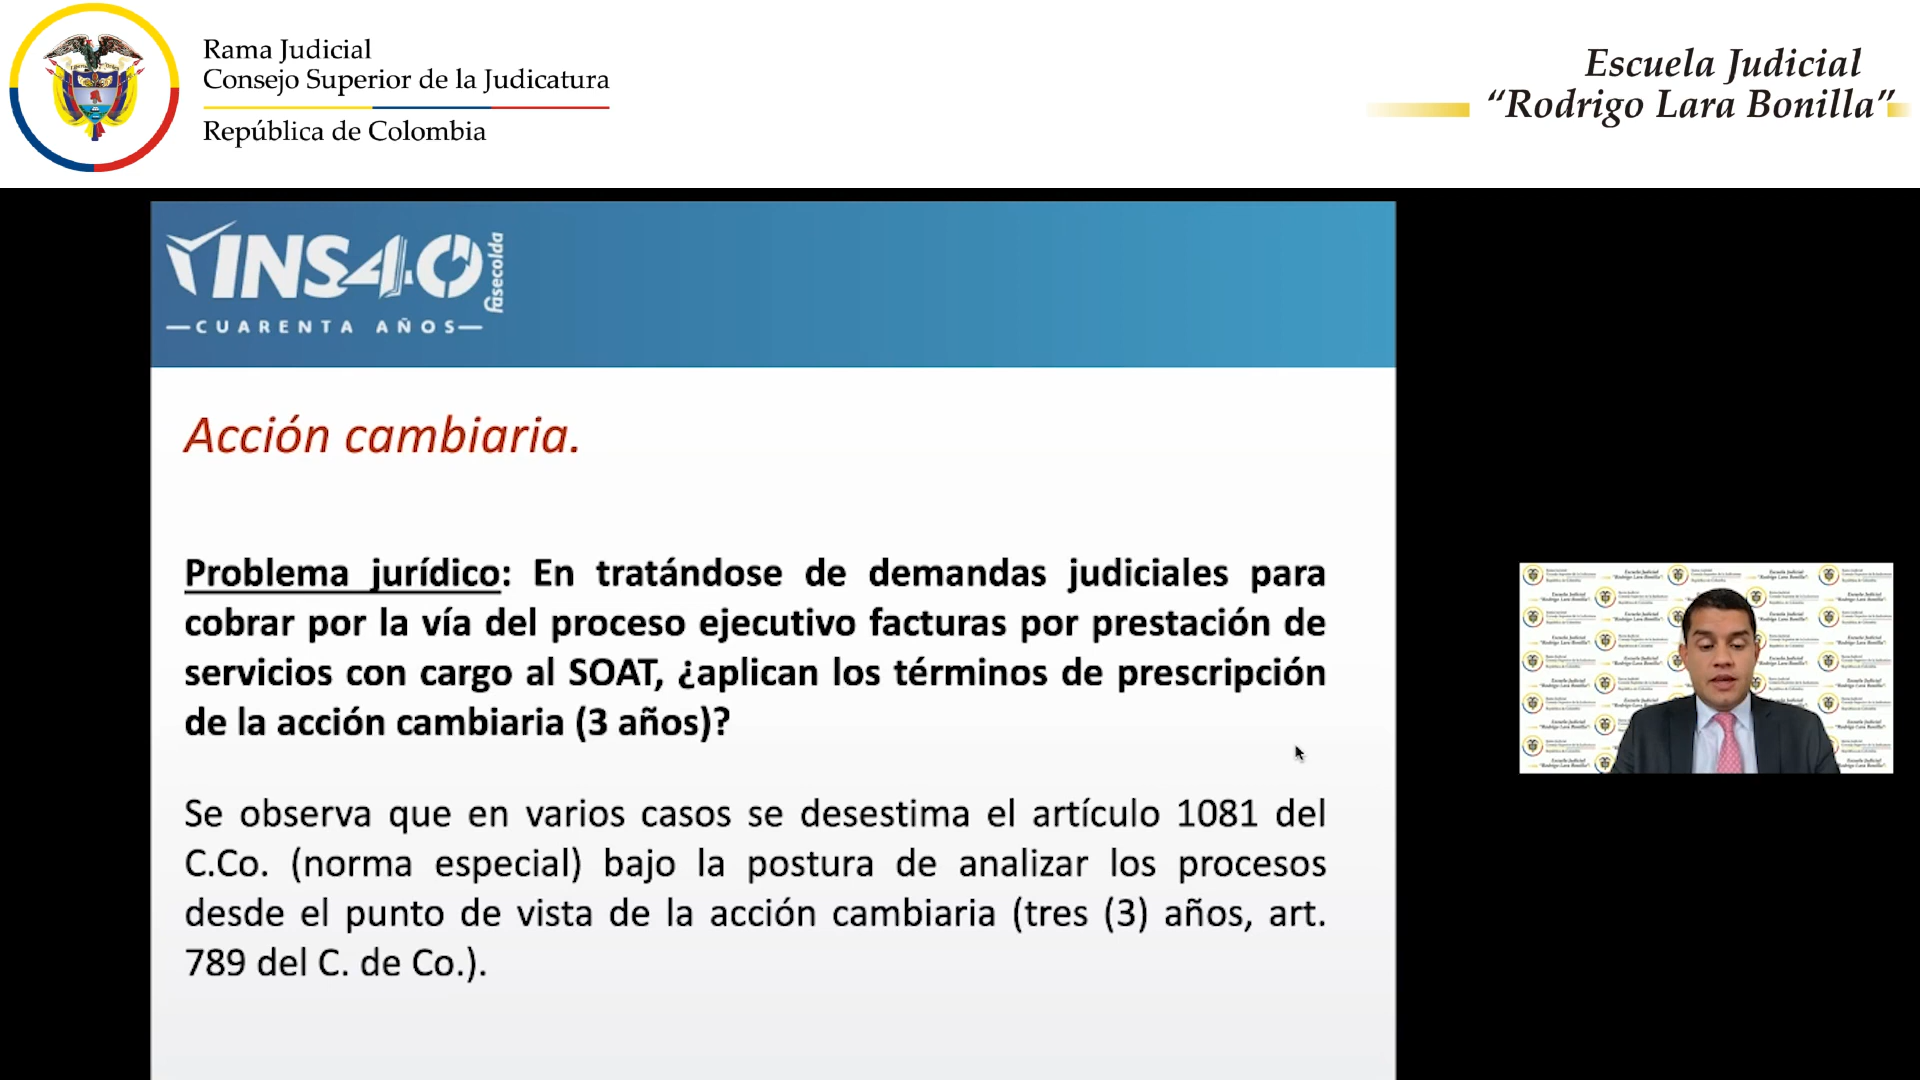 Rama Judicial
Consejo Superior de la Judicatura
República de Colombia
Escuela Judicial
“Rodrigo Lara Bonilla”
INS40
fasecolda
CUARENTA AÑOS
Acción cambiaria.
Problema jurídico: En tratándose de demandas judiciales para
cobrar por la vía del proceso ejecutivo facturas por prestación de
servicios con cargo al SOAT, ¿aplican los términos de prescripción
de la acción cambiaria (3 años)?
Se observa que en varios casos se desestima el artículo 1081 del
C.Co. (norma especial) bajo la postura de analizar los procesos
desde el punto de vista de la acción cambiaria (tres (3) años, art.
789 del C. de Co.).